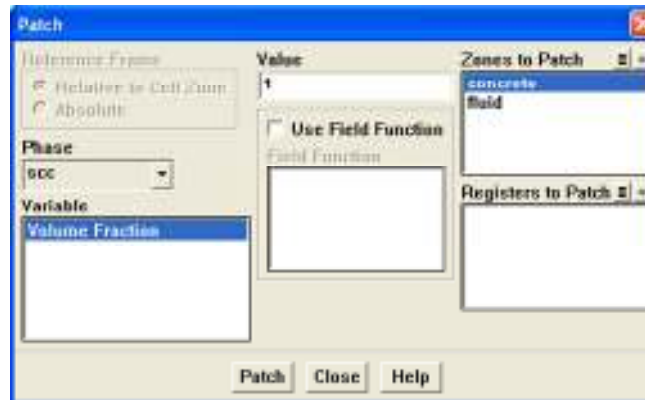 Patch
Reference Frame
Relative to Cell Zone
Absolute
Phase
scc
Variable
Volume Fraction
Value
1
Use Field Function
Field Function
Zones to Patch
concrete
fluid
Registers to Patch
Patch Close Help